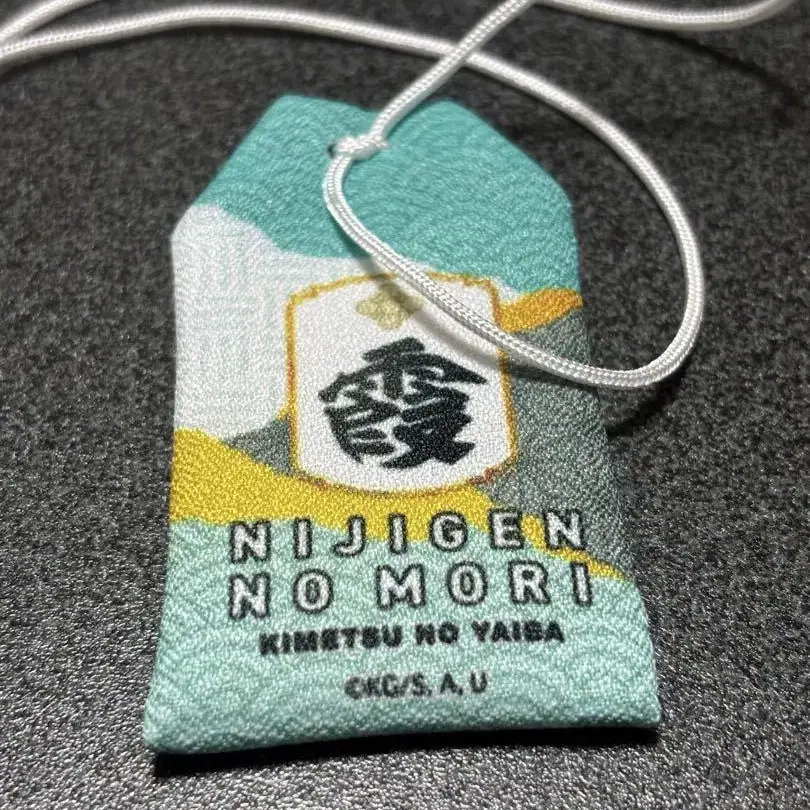 霞
NIJIGEN
NO MORI
KIMETSU NO YAIBA
©KG/S, A, U